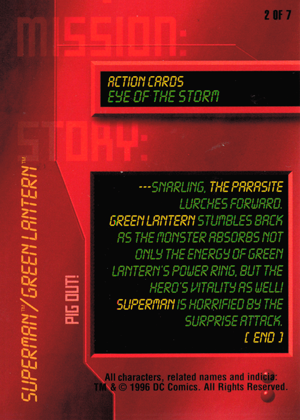 2 OF 7
MISSION:
ACTION CARDS
EYE OF THE STORM
STORY:
---SNARLING, THE PARASITE
LURCHES FORWARD.
GREEN LANTERN STUMBLES BACK
AS THE MONSTER ABSORBS NOT
ONLY THE ENERGY OF GREEN
LANTERN'S POWER RING, BUT THE
HERO'S VITALITY AS WELL!
SUPERMAN IS HORRIFIED BY THE
SURPRISE ATTACK.
[ END ]
SUPERMAN™/GREEN LANTERN™
PIG OUT!
All characters, related names and indicia:
TM & © 1996 DC Comics. All Rights Reserved.